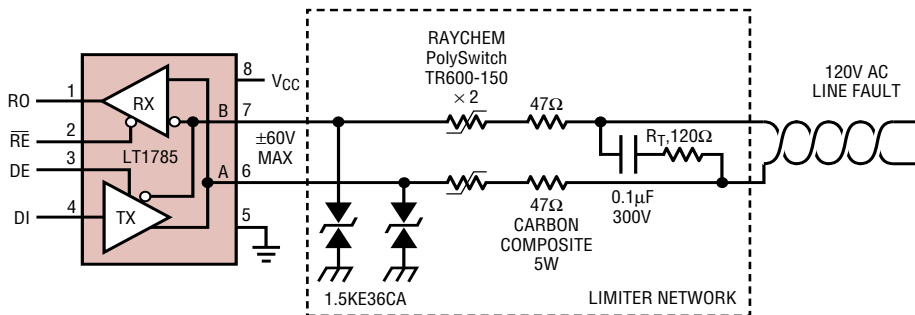 RAYCHEM
PolySwitch
TR600-150
× 2
120V AC
LINE FAULT
RO
1
RX
8
VCC
B
7
47Ω
RE
2
LT1785
±60V
MAX
RT,120Ω
DE
3
A
6
DI
4
TX
5
47Ω
CARBON
COMPOSITE
5W
0.1µF
300V
1.5KE36CA
LIMITER NETWORK